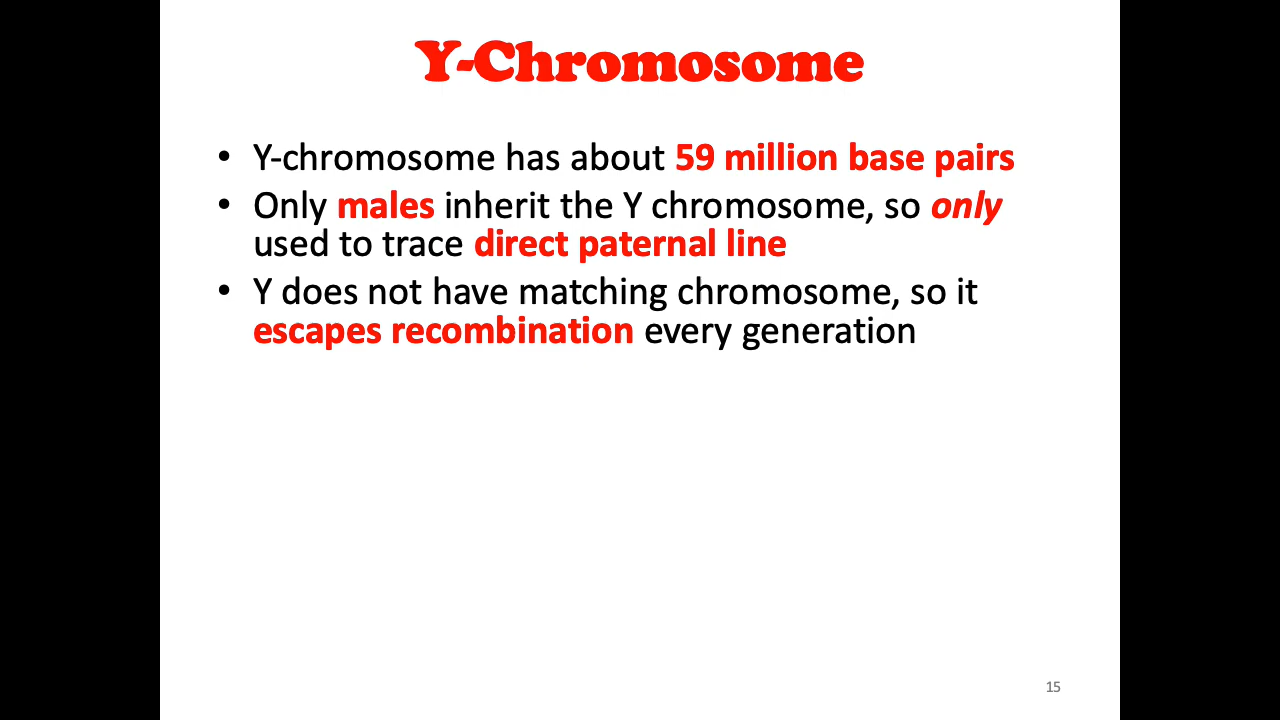 Y-Chromosome
• Y-chromosome has about 59 million base pairs
• Only males inherit the Y chromosome, so only
used to trace direct paternal line
• Y does not have matching chromosome, so it
escapes recombination every generation
15